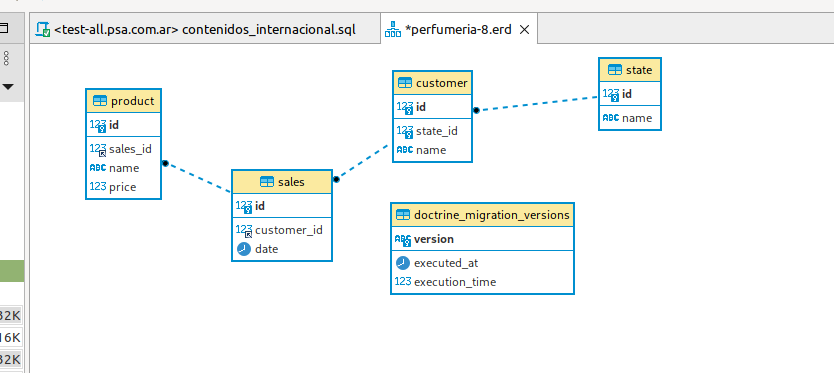 <test-all.psa.com.ar> contenidos_internacional.sql
*perfumeria-8.erd
product
123 id
123 sales_id
ABC name
123 price
sales
123 id
123 customer_id
date
customer
123 id
123 state_id
ABC name
state
123 id
ABC name
doctrine_migration_versions
ABC version
executed_at
123 execution_time
32K
16K
32K